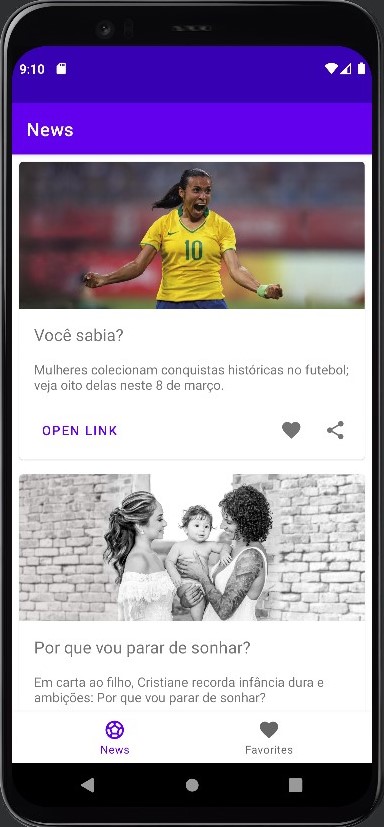 9:10
News
10
Você sabia?
Mulheres colecionam conquistas históricas no futebol;
veja oito delas neste 8 de março.
OPEN LINK
Por que vou parar de sonhar?
Em carta ao filho, Cristiane recorda infância dura e
ambições: Por que vou parar de sonhar?
News
Favorites